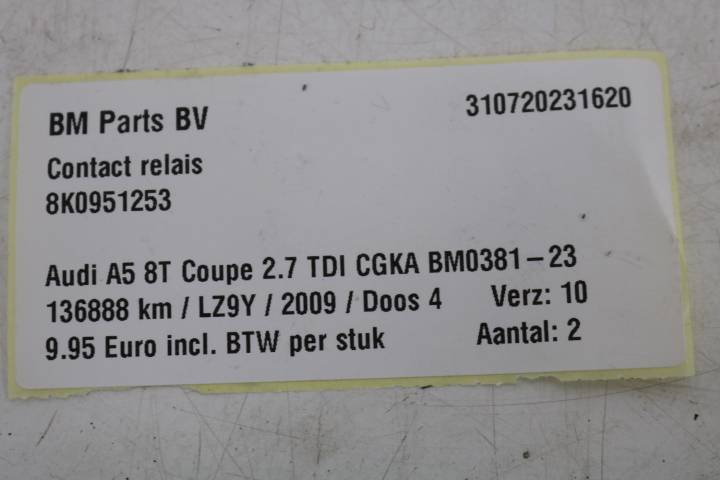 BM Parts BV 310720231620
Contact relais
8K0951253
Audi A5 8T Coupe 2.7 TDI CGKA BM0381-23
136888 km / LZ9Y / 2009 / Doos 4 Verz: 10
9.95 Euro incl. BTW per stuk Aantal: 2